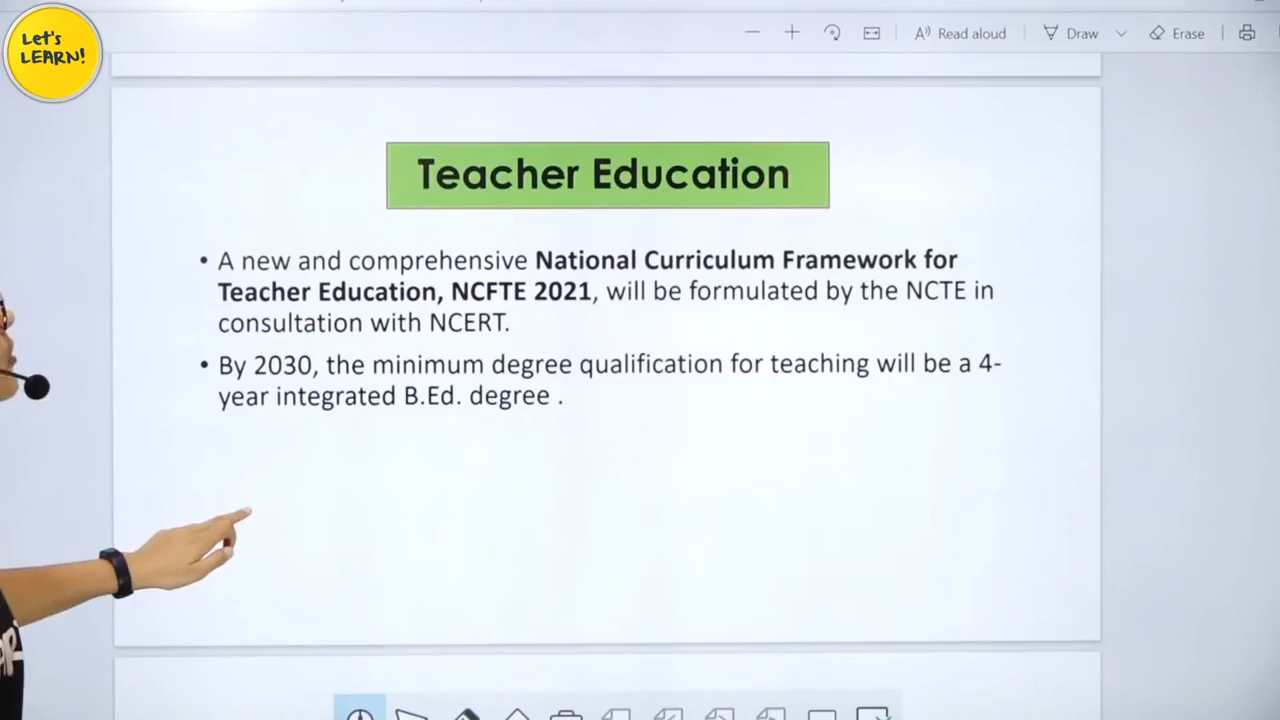 Let's
LEARN!
Read aloud
Draw
Erase
Teacher Education
• A new and comprehensive National Curriculum Framework for
Teacher Education, NCFTE 2021, will be formulated by the NCTE in
consultation with NCERT.
• By 2030, the minimum degree qualification for teaching will be a 4-
year integrated B.Ed. degree .